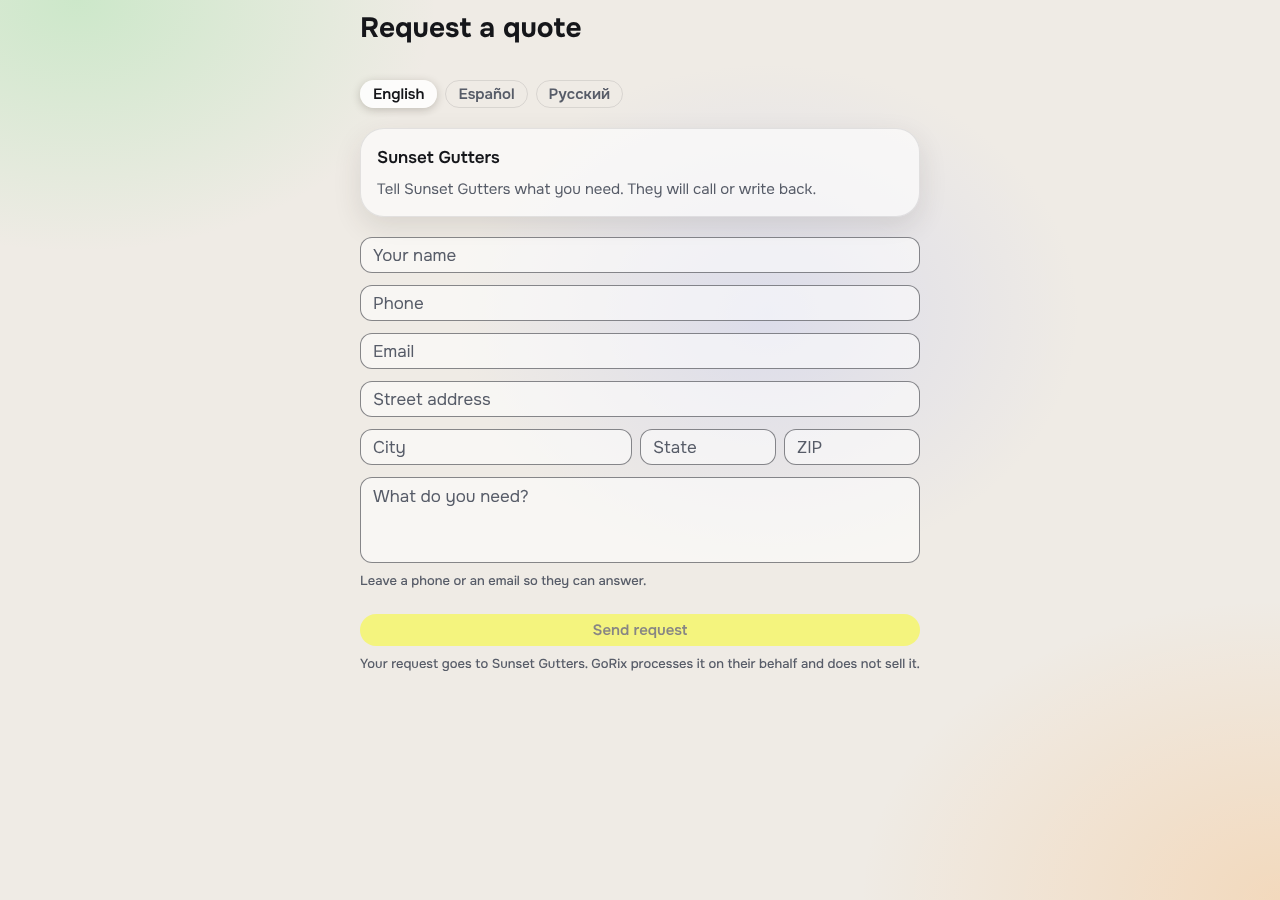 Request a quote
English
Español
Русский
Sunset Gutters
Tell Sunset Gutters what you need. They will call or write back.
Your name
Phone
Email
Street address
City
State
ZIP
What do you need?
Leave a phone or an email so they can answer.
Send request
Your request goes to Sunset Gutters. GoRix processes it on their behalf and does not sell it.